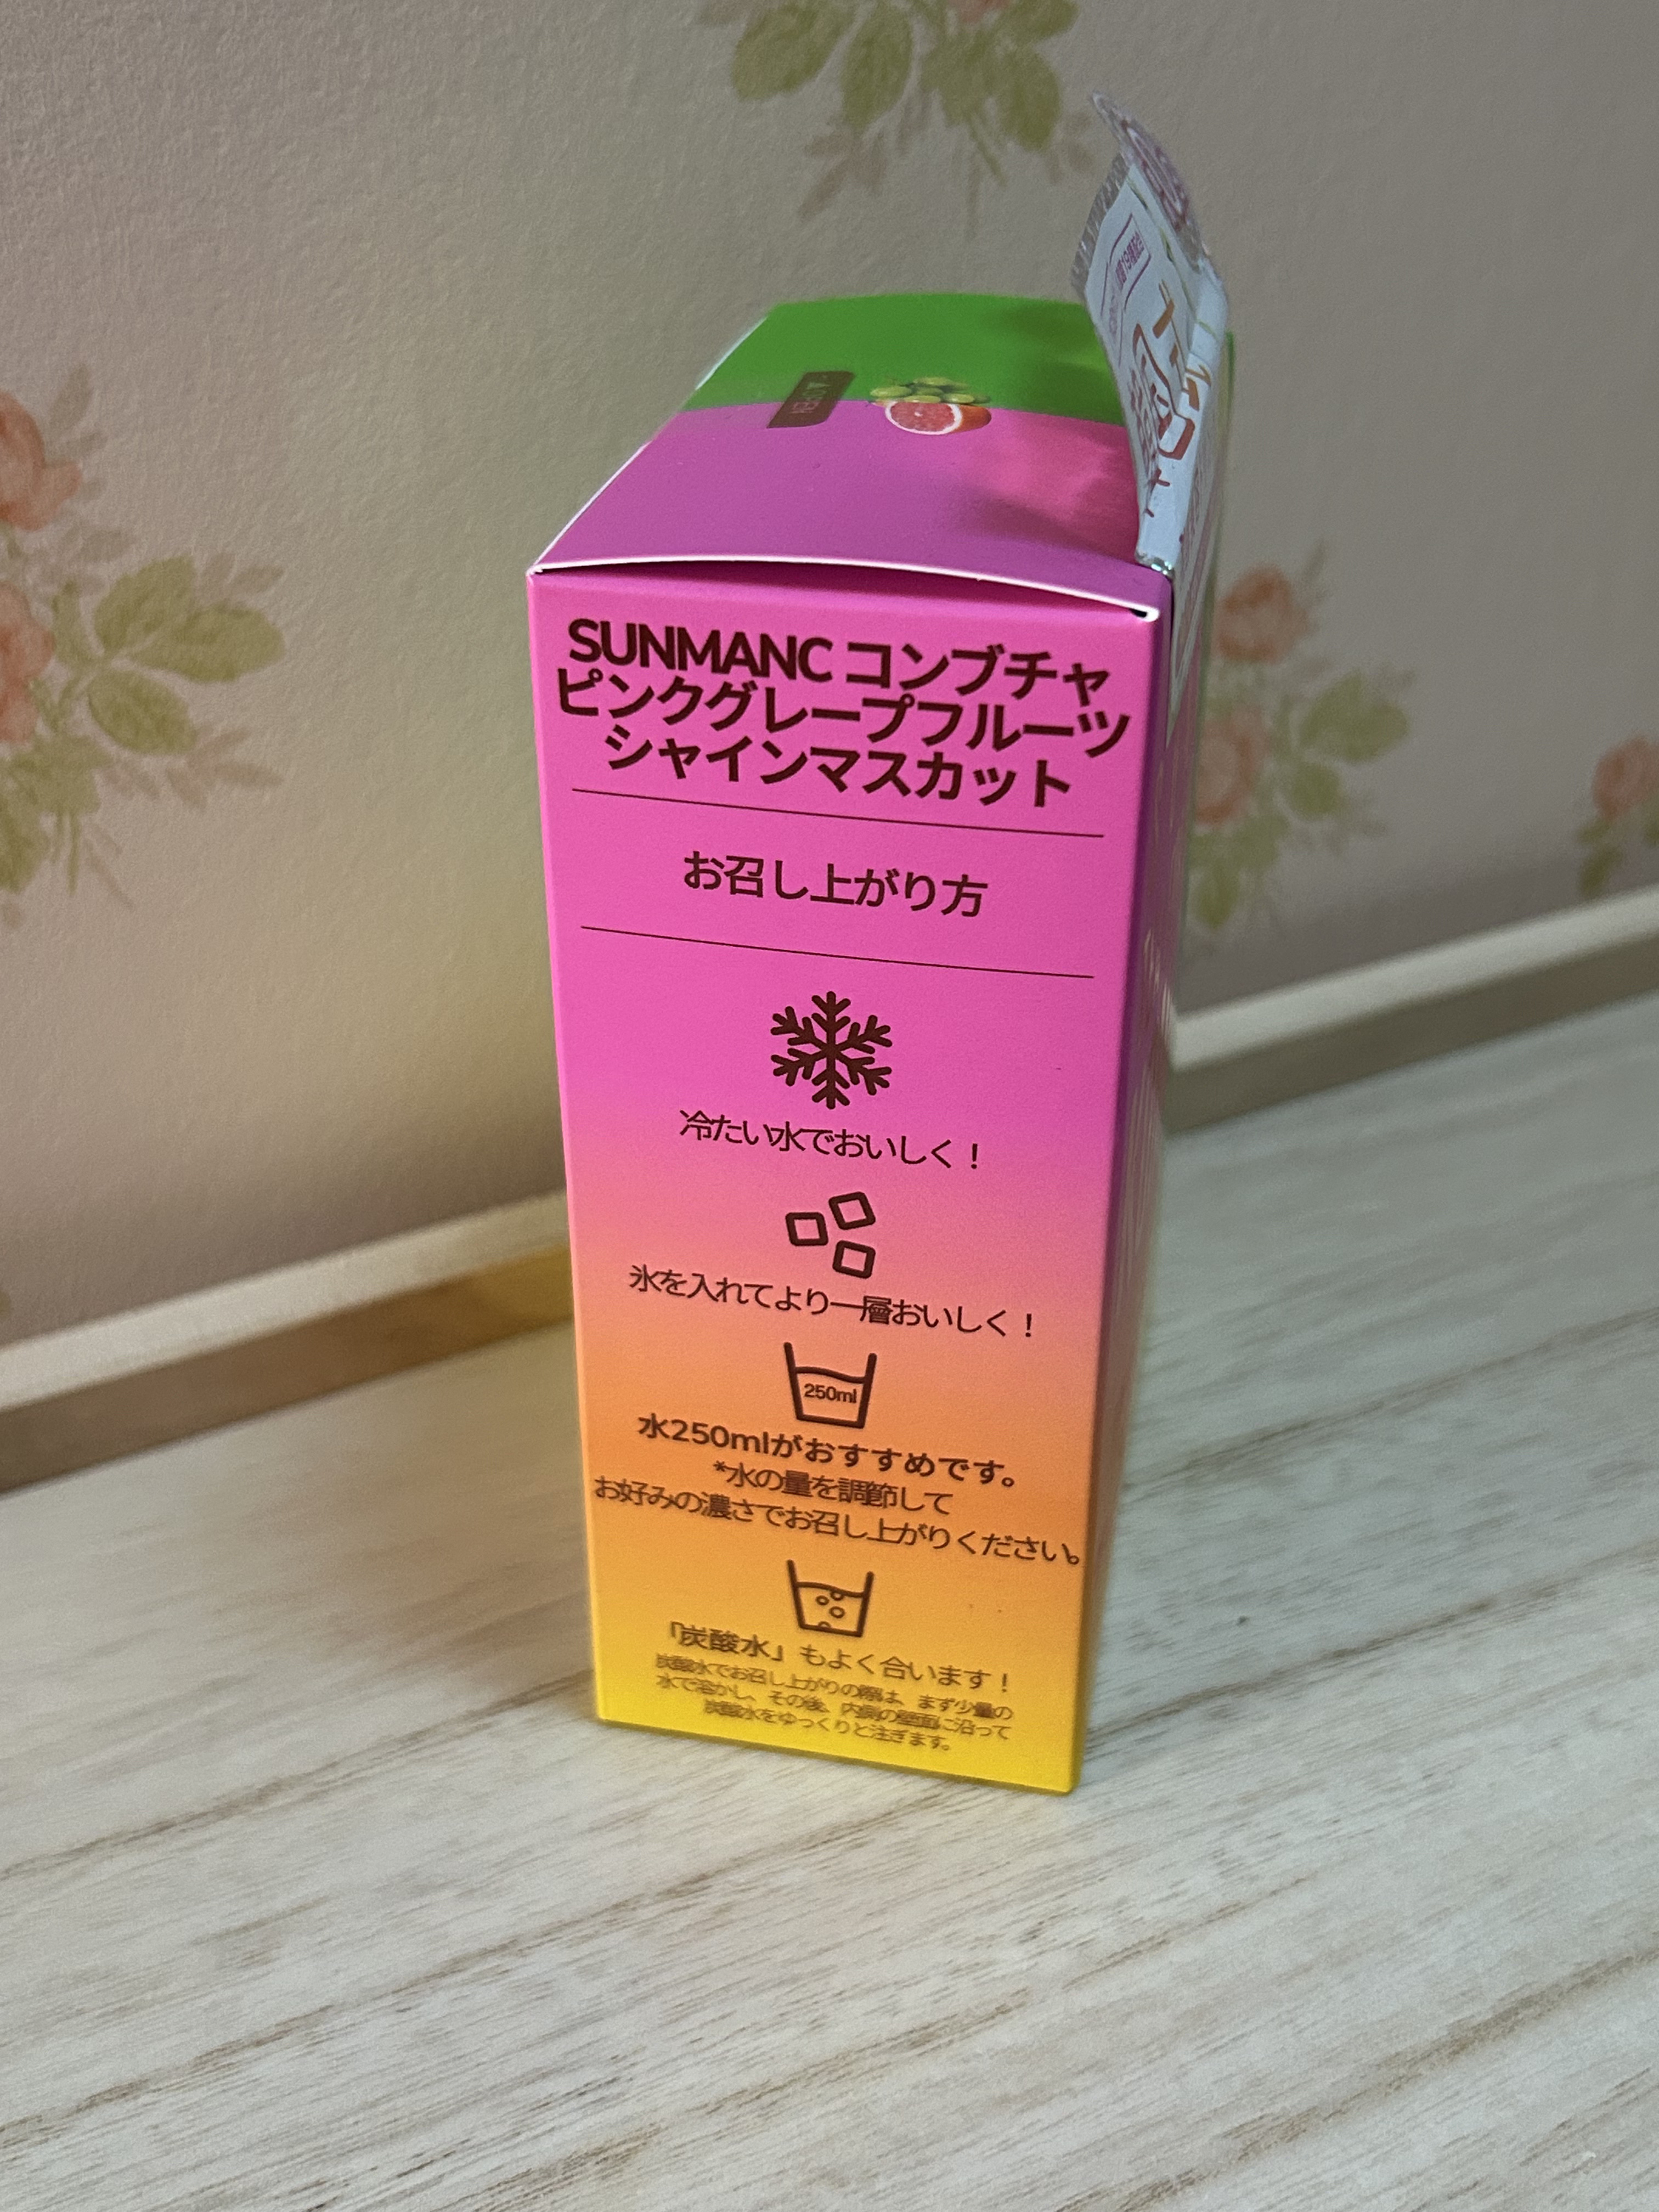 OPEN
SUNMANC コンブチャ
ピンクグレープフルーツ
シャインマスカット
お召し上がり方
冷たい水でおいしく！
氷を入れてより一層おいしく！
250ml
水250mlがおすすめです。
*水の量を調節して
お好みの濃さでお召し上がりください。
「炭酸水」もよく合います！
炭酸水でお召し上がりの際は、まず少量の
水で溶かし、その後、内側の壁面に沿って
炭酸水をゆっくりと注ぎます。